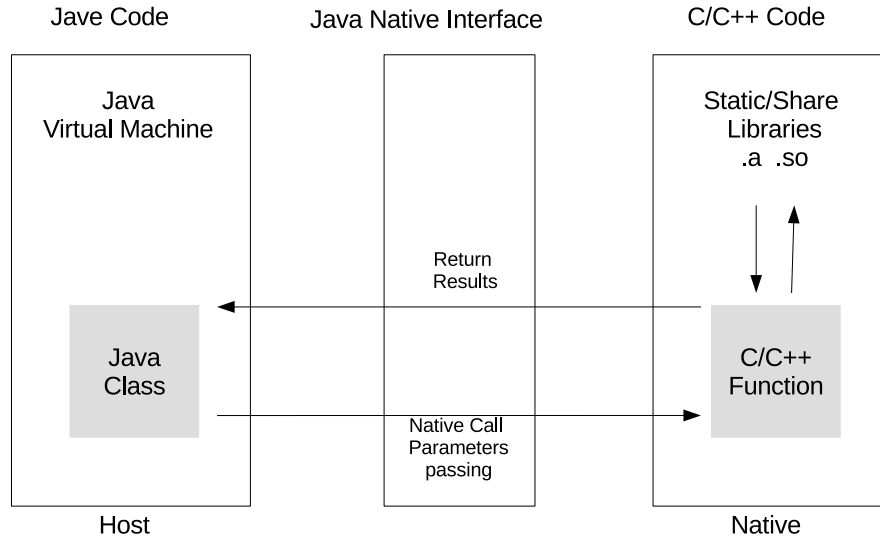 Jave Code
Java Native Interface
C/C++ Code
Java
Virtual Machine
Static/Share
Libraries
.a .so
Return
Results
Java
Class
C/C++
Function
Native Call
Parameters
passing
Host
Native